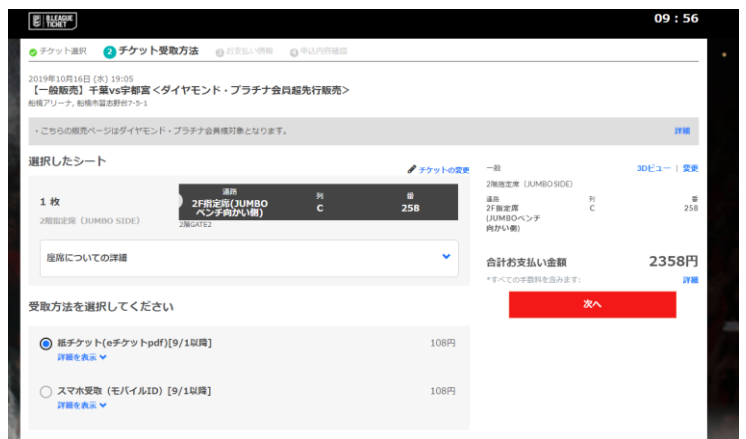 B.LEAGUE
TICKET
09 : 56
チケット選択 2 チケット受取方法 3 お支払い情報 4 申込内容確認
2019年10月16日 (水) 19:05
【一般販売】千葉vs宇都宮＜ダイヤモンド・プラチナ会員超先行販売＞
船橋アリーナ, 船橋市習志野台7-5-1
・こちらの販売ページはダイヤモンド・プラチナ会員様対象となります。 詳細
選択したシート
チケットの変更
1 枚
2階指定席（JUMBO SIDE）
通路 列 番
2F指定席(JUMBO
ベンチ向かい側) C 258
2階GATE2
座席についての詳細
受取方法を選択してください
紙チケット(eチケットpdf)[9/1以降] 108円
詳細を表示
スマホ受取（モバイルID）[9/1以降] 108円
詳細を表示
一般 3Dビュー | 変更
2階指定席（JUMBO SIDE）
通路 列 番
2F指定席 C 258
(JUMBOベンチ
向かい側)
合計お支払い金額 2358円
*すべての手数料を含みます: 詳細
次へ